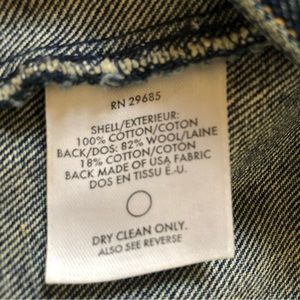 RN 29685
SHELL/EXTERIEUR:
100% COTTON/COTON
BACK/DOS: 82% WOOL/LAINE
18% COTTON/COTON
BACK MADE OF USA FABRIC
DOS EN TISSU É.-U.
DRY CLEAN ONLY.
ALSO SEE REVERSE